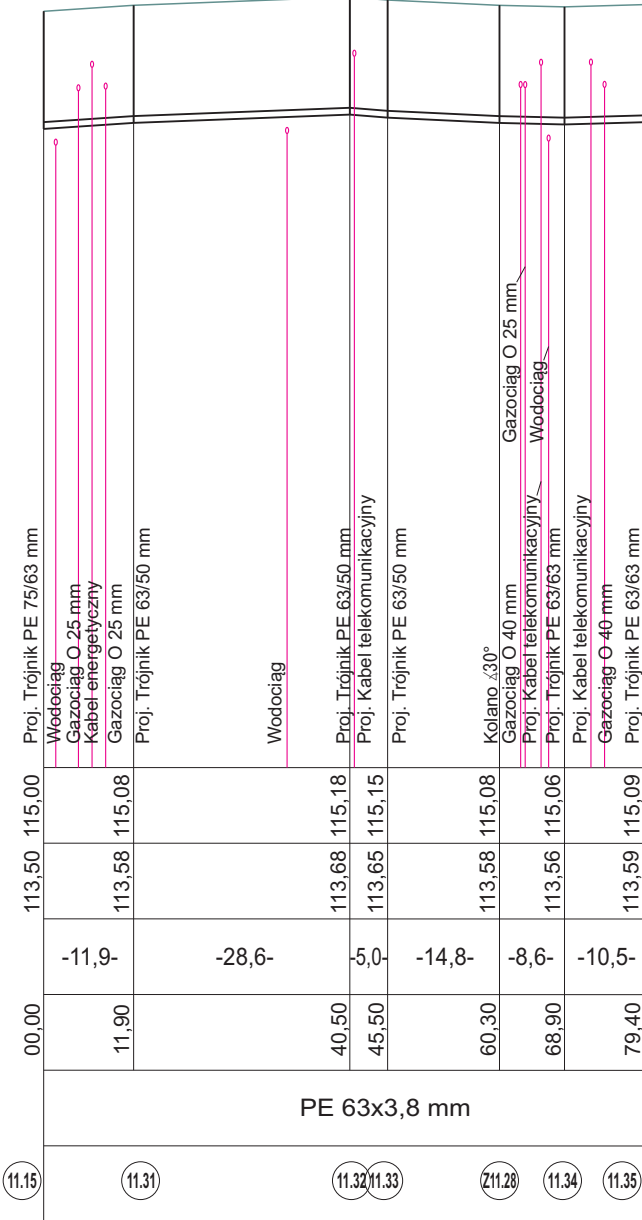 Proj. Trójnik PE 75/63 mm
Wodociąg
Gazociąg O 25 mm
Kabel energetyczny
Gazociąg O 25 mm
Proj. Trójnik PE 63/50 mm
Wodociąg
Proj. Trójnik PE 63/50 mm
Proj. Kabel telekomunikacyjny
Proj. Trójnik PE 63/50 mm
Kolano ∡30°
Gazociąg O 40 mm
Gazociąg O 25 mm
Proj. Kabel telekomunikacyjny
Wodociąg
Proj. Trójnik PE 63/63 mm
Proj. Kabel telekomunikacyjny
Gazociąg O 40 mm
Proj. Trójnik PE 63/63 mm
115,00 115,08 115,18 115,15 115,08 115,06 115,09
113,50 113,58 113,68 113,65 113,58 113,56 113,59
-11,9- -28,6- -5,0- -14,8- -8,6- -10,5-
00,00 11,90 40,50 45,50 60,30 68,90 79,40
PE 63x3,8 mm
11.15 11.31 11.32 11.33 Z11.28 11.34 11.35